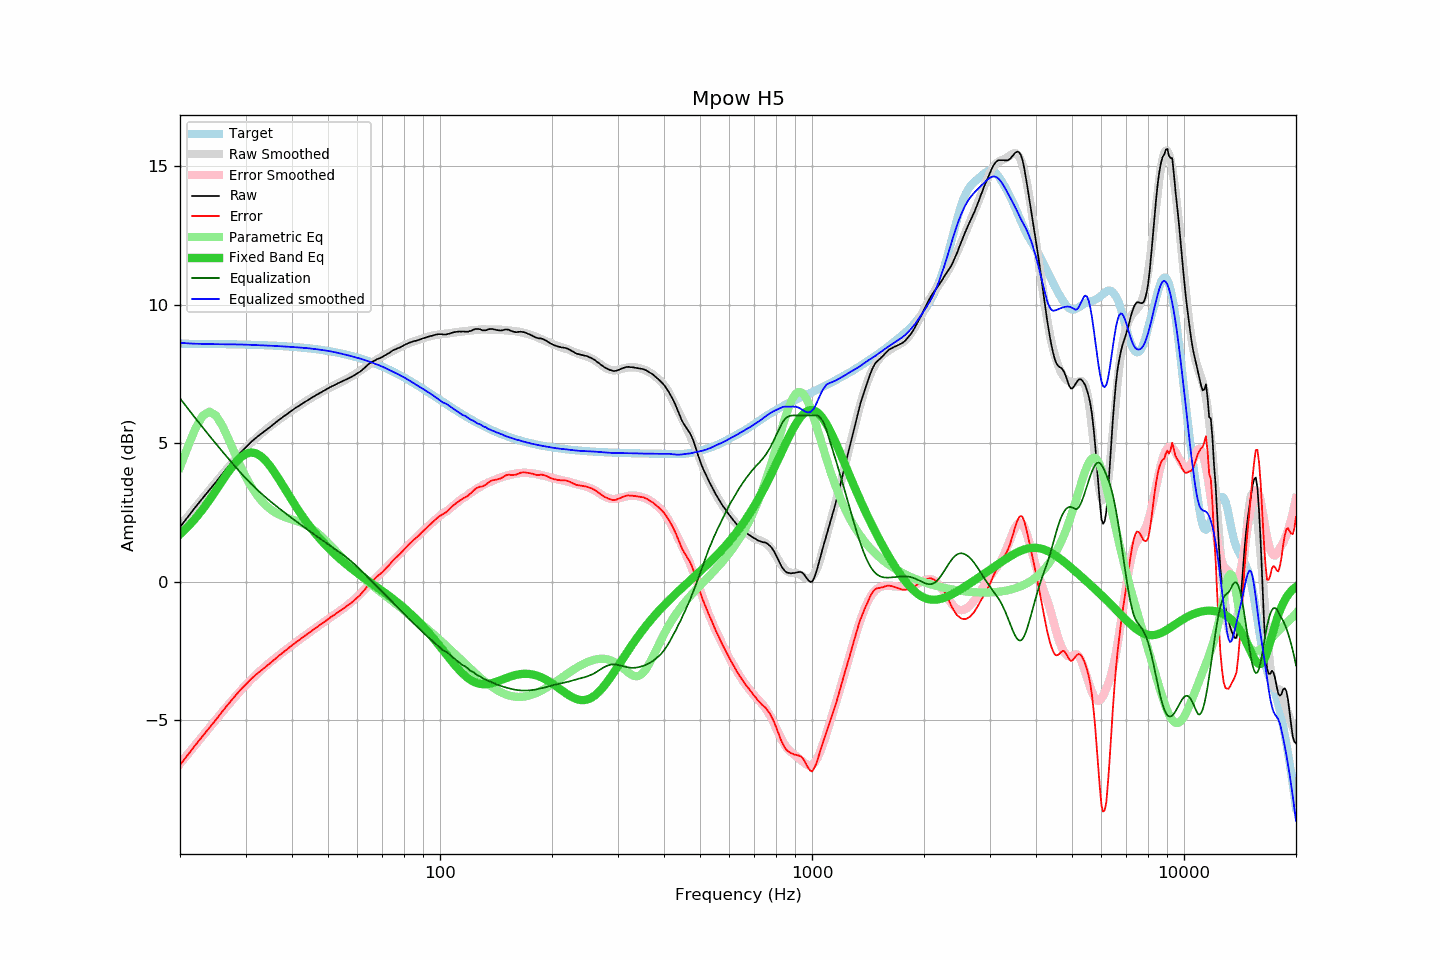 Mpow H5
Target
Raw Smoothed
Error Smoothed
Raw
Error
Parametric Eq
Fixed Band Eq
Equalization
Equalized smoothed
Amplitude (dBr)
15
10
5
0
−5
100
1000
10000
Frequency (Hz)